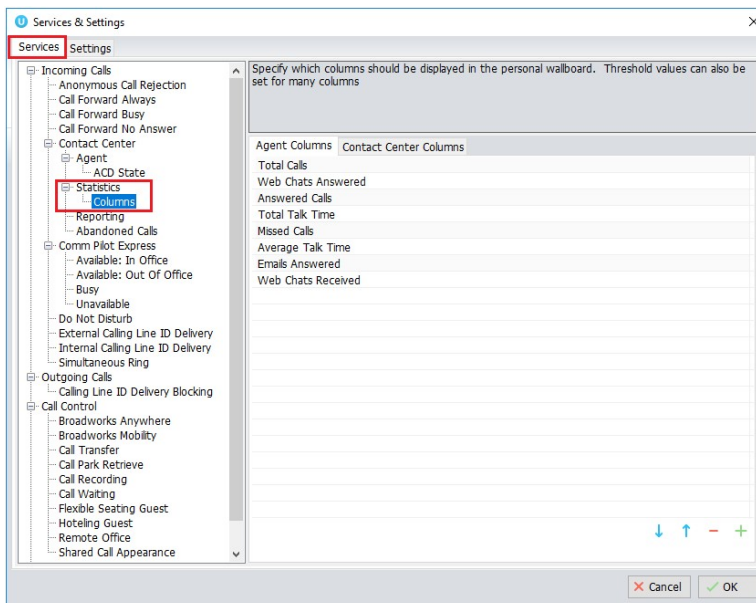 Services & Settings
Services Settings
Incoming Calls
Anonymous Call Rejection
Call Forward Always
Call Forward Busy
Call Forward No Answer
Contact Center
Agent
ACD State
Statistics
Columns
Reporting
Abandoned Calls
Comm Pilot Express
Available: In Office
Available: Out Of Office
Busy
Unavailable
Do Not Disturb
External Calling Line ID Delivery
Internal Calling Line ID Delivery
Simultaneous Ring
Outgoing Calls
Calling Line ID Delivery Blocking
Call Control
Broadworks Anywhere
Broadworks Mobility
Call Transfer
Call Park Retrieve
Call Recording
Call Waiting
Flexible Seating Guest
Hoteling Guest
Remote Office
Shared Call Appearance
Specify which columns should be displayed in the personal wallboard. Threshold values can also be
set for many columns
Agent Columns Contact Center Columns
Total Calls
Web Chats Answered
Answered Calls
Total Talk Time
Missed Calls
Average Talk Time
Emails Answered
Web Chats Received
Cancel OK